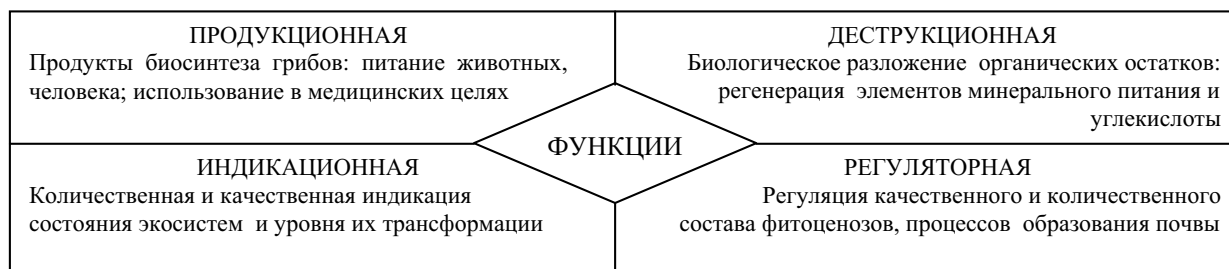 ПРОДУКЦИОННАЯ
Продукты биосинтеза грибов: питание животных,
человека; использование в медицинских целях
ДЕСТРУКЦИОННАЯ
Биологическое разложение органических остатков:
регенерация элементов минерального питания и
углекислоты
ФУНКЦИИ
ИНДИКАЦИОННАЯ
Количественная и качественная индикация
состояния экосистем и уровня их трансформации
РЕГУЛЯТОРНАЯ
Регуляция качественного и количественного
состава фитоценозов, процессов образования почвы